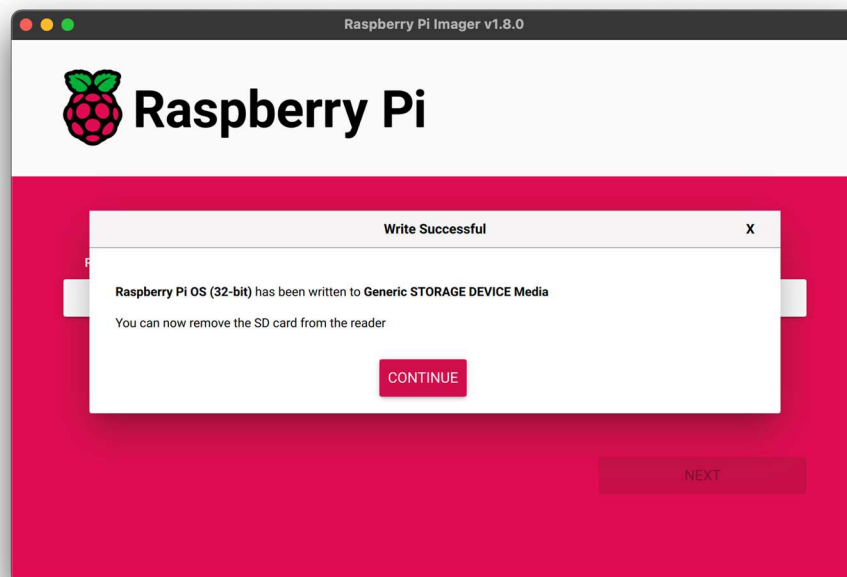 Raspberry Pi Imager v1.8.0
Raspberry Pi
Write Successful
X
Raspberry Pi OS (32-bit) has been written to Generic STORAGE DEVICE Media
You can now remove the SD card from the reader
CONTINUE
NEXT